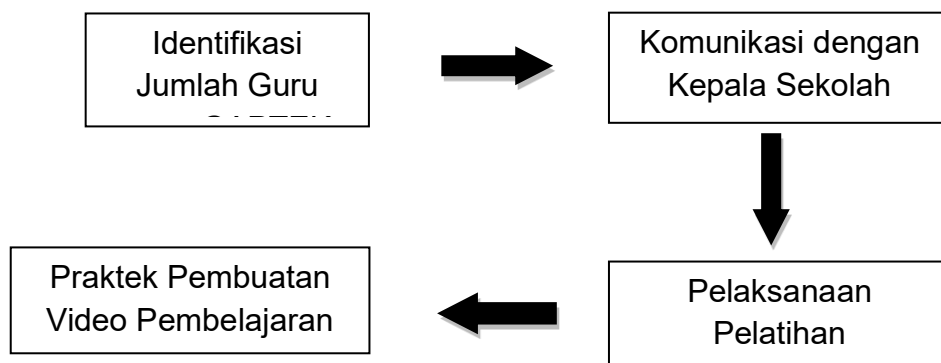 Identifikasi
Jumlah Guru
Komunikasi dengan
Kepala Sekolah
Pelaksanaan
Pelatihan
Praktek Pembuatan
Video Pembelajaran